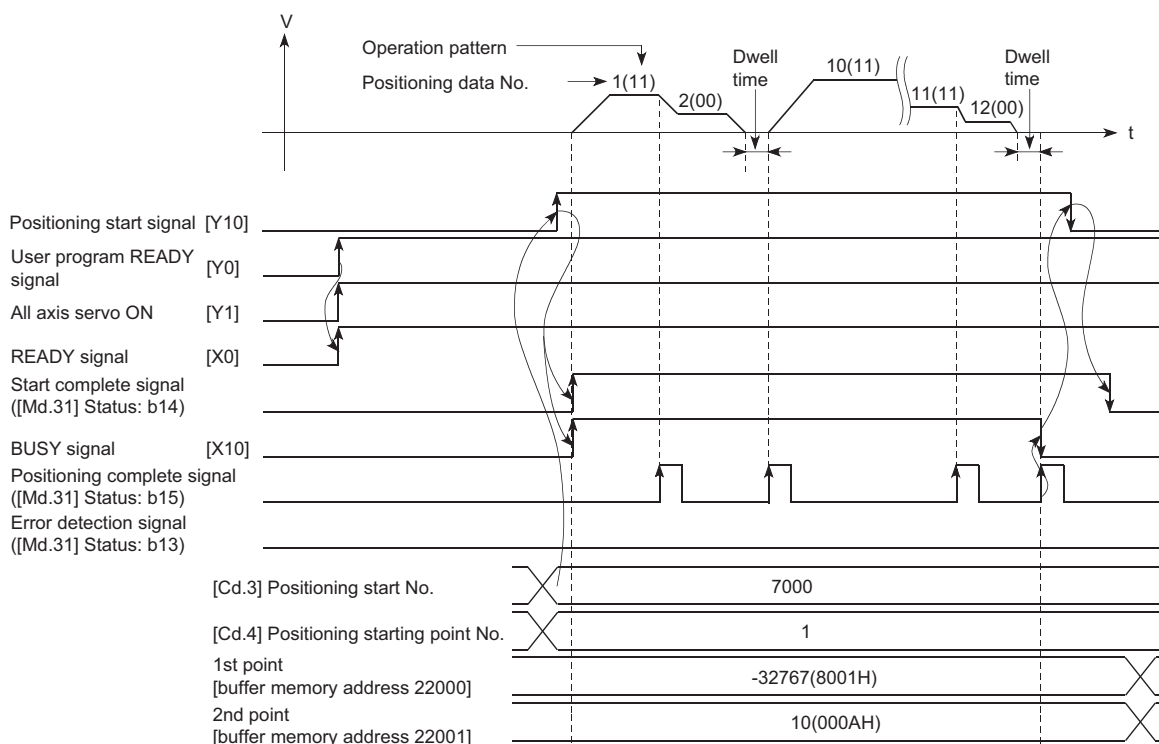 V
Operation pattern
Positioning data No.
1(11)
2(00)
Dwell
time
10(11)
11(11)
12(00)
Dwell
time
t
Positioning start signal [Y10]
User program READY
signal
[Y0]
All axis servo ON [Y1]
READY signal [X0]
Start complete signal
([Md.31] Status: b14)
BUSY signal [X10]
Positioning complete signal
([Md.31] Status: b15)
Error detection signal
([Md.31] Status: b13)
[Cd.3] Positioning start No. 7000
[Cd.4] Positioning starting point No. 1
1st point
[buffer memory address 22000]
-32767(8001H)
2nd point
[buffer memory address 22001]
10(000AH)